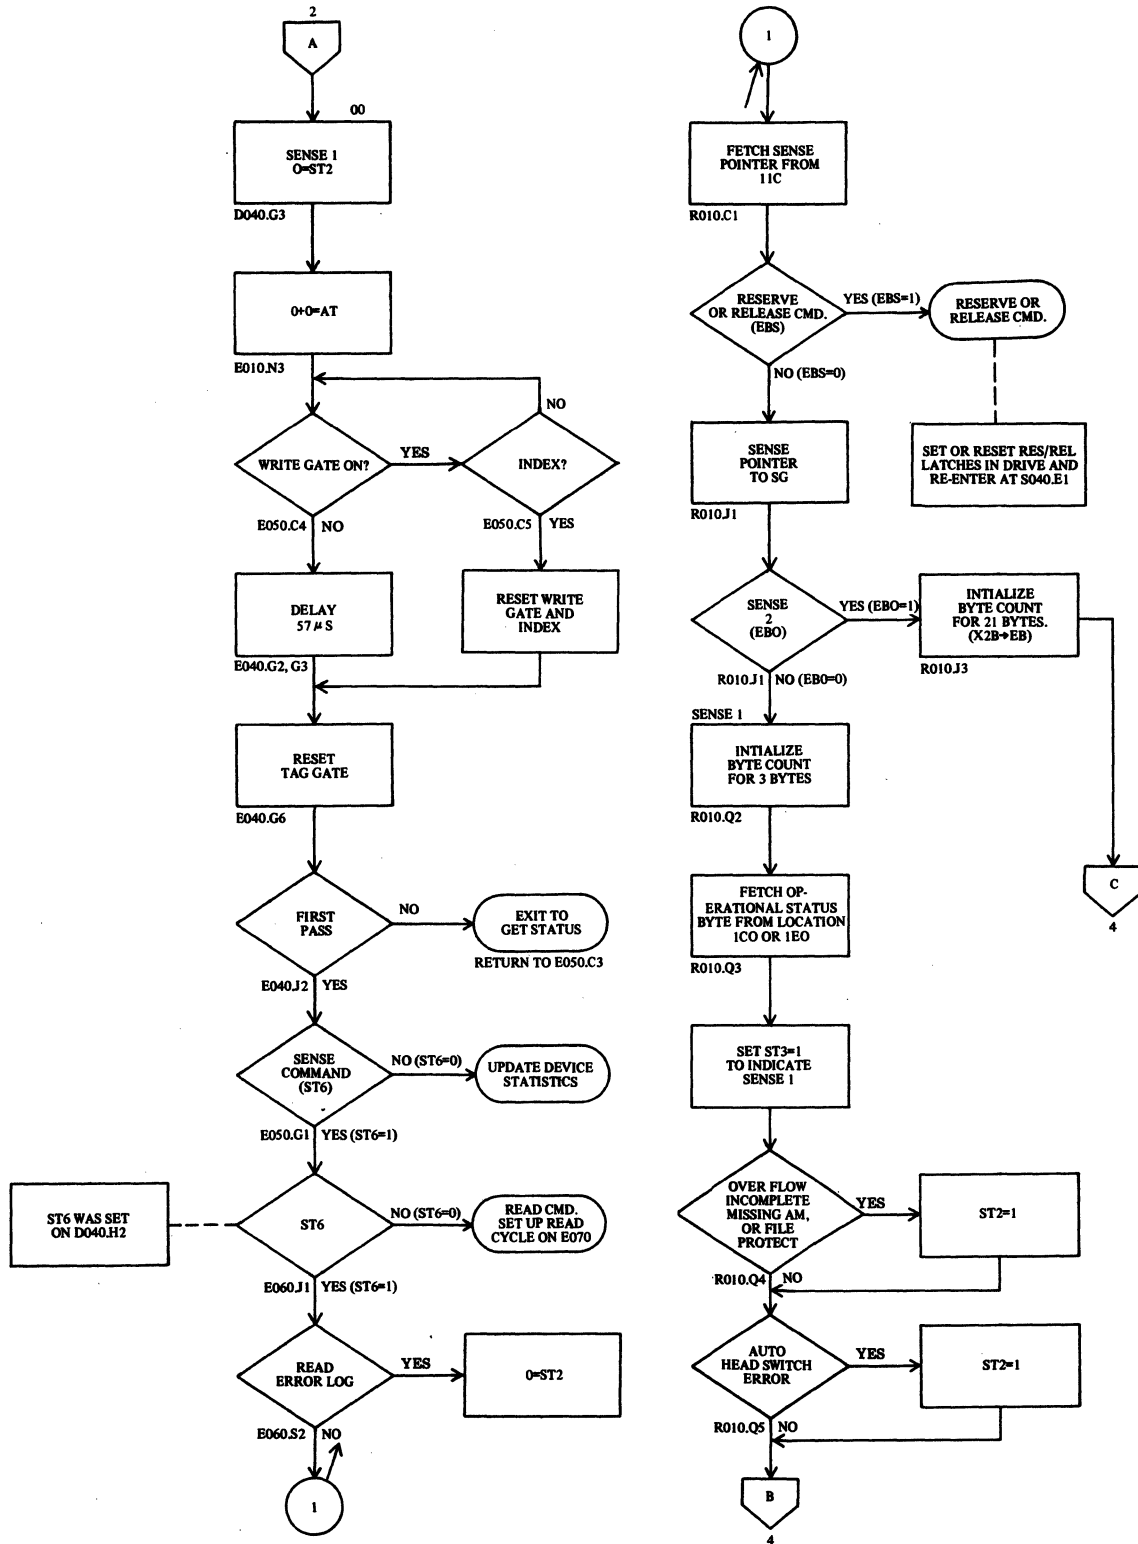 2
A
00
SENSE 1
O=ST2
D040.G3
0+0=AT
E010.N3
NO
WRITE GATE ON?
YES
INDEX?
E050.C4
NO
E050.C5
YES
DELAY
57 μ S
RESET WRITE
GATE AND
INDEX
E040.G2, G3
RESET
TAG GATE
E040.G6
FIRST
PASS
NO
EXIT TO
GET STATUS
RETURN TO E050.C3
E040.J2
YES
SENSE
COMMAND
(ST6)
NO (ST6=0)
UPDATE DEVICE
STATISTICS
E050.G1
YES (ST6=1)
ST6 WAS SET
ON D040.H2
ST6
NO (ST6=0)
READ CMD.
SET UP READ
CYCLE ON E070
E060.J1
YES (ST6=1)
READ
ERROR LOG
YES
0=ST2
E060.S2
NO
1
1
FETCH SENSE
POINTER FROM
11C
R010.C1
RESERVE
OR RELEASE CMD.
(EBS)
YES (EBS=1)
RESERVE OR
RELEASE CMD.
NO (EBS=0)
SENSE
POINTER
TO SG
SET OR RESET RES/REL
LATCHES IN DRIVE AND
RE-ENTER AT S040.E1
R010.J1
SENSE
2
(EBO)
YES (EBO=1)
INTIALIZE
BYTE COUNT
FOR 21 BYTES.
(X2B→EB)
R010.J3
R010.J1
NO (EB0=0)
SENSE 1
INTIALIZE
BYTE COUNT
FOR 3 BYTES
R010.Q2
C
4
FETCH OP-
ERATIONAL STATUS
BYTE FROM LOCATION
1CO OR 1EO
R010.Q3
SET ST3=1
TO INDICATE
SENSE 1
OVER FLOW
INCOMPLETE
MISSING AM,
OR FILE
PROTECT
YES
ST2=1
R010.Q4
NO
AUTO
HEAD SWITCH
ERROR
YES
ST2=1
R010.Q5
NO
B
4